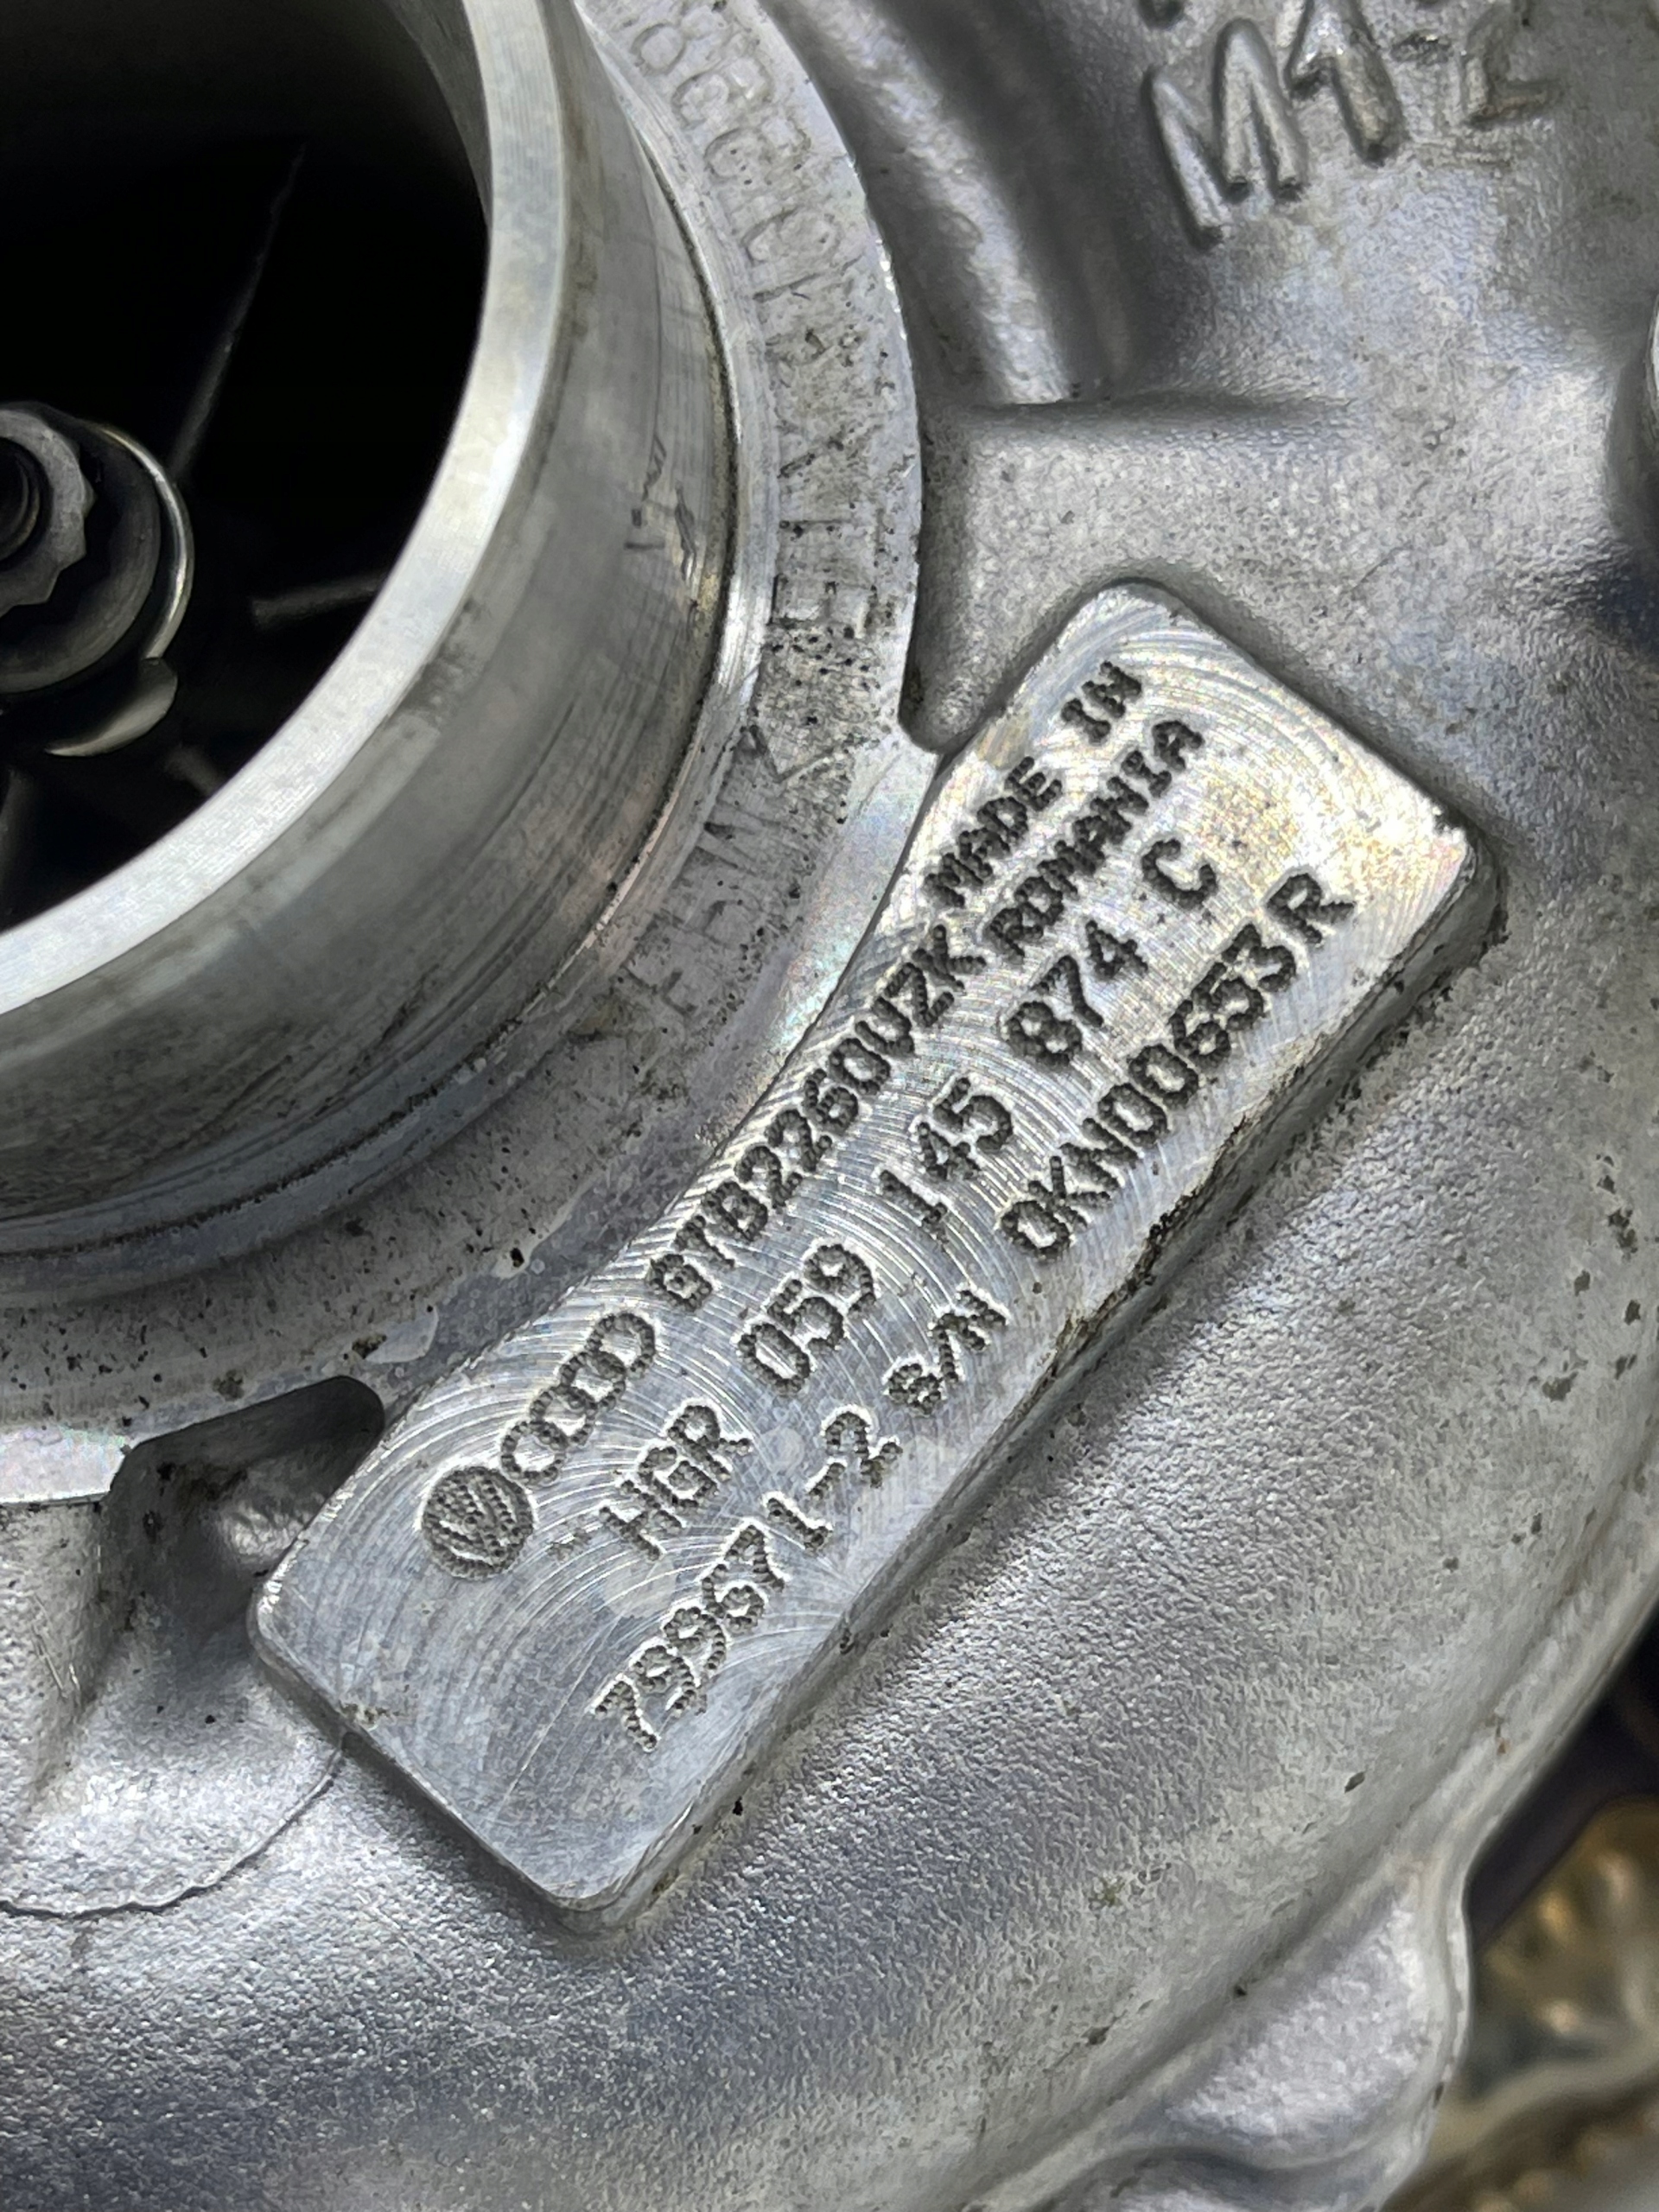 GTB2260VZK MADE IN
ROMANIA
HGR 059 145 874 C
799671-2 S/N 0KN00653R